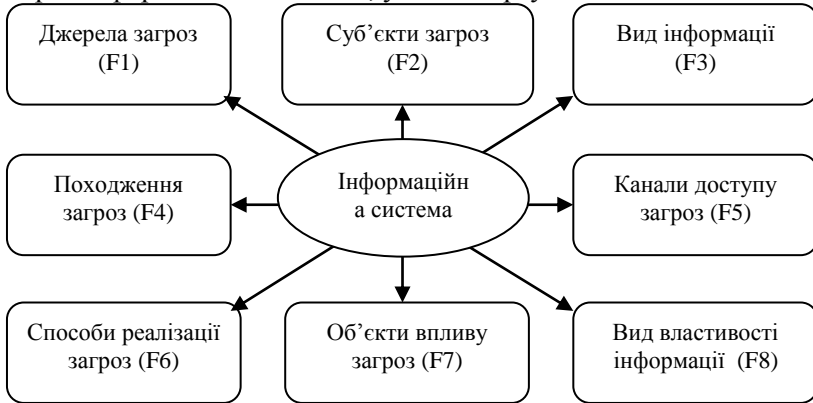 Джерела загроз
(F1)
Суб’єкти загроз
(F2)
Вид інформації
(F3)
Походження
загроз (F4)
Інформаційн
а система
Канали доступу
загроз (F5)
Способи реалізації
загроз (F6)
Об’єкти впливу
загроз (F7)
Вид властивості
інформації (F8)